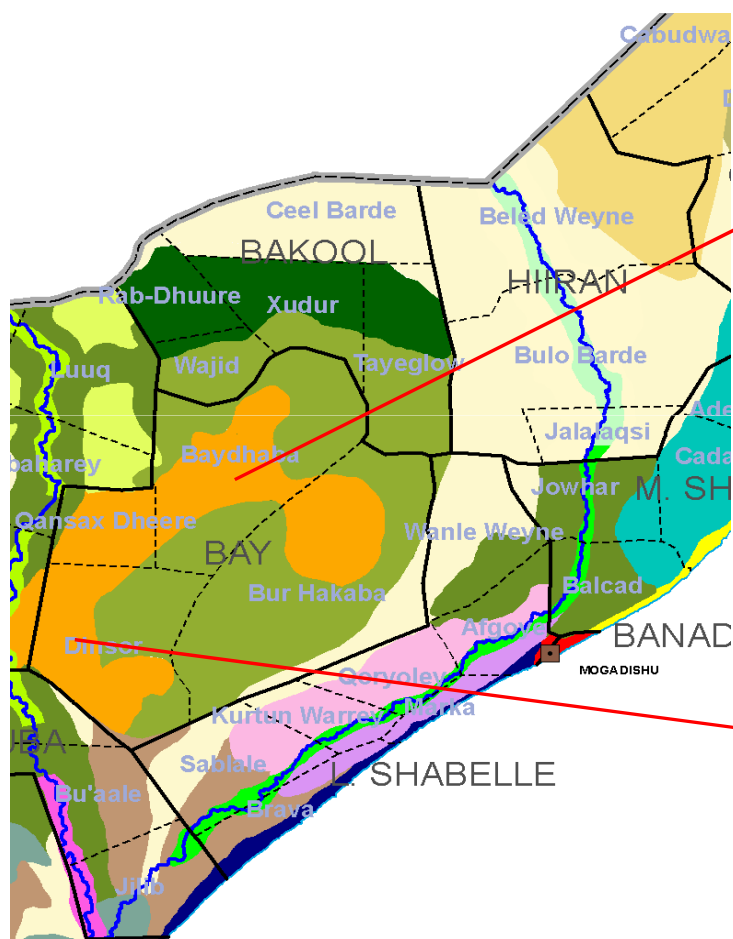 Cabudwa
Ceel Barde
Beled Weyne
BAKOOL
HIIRAN
Rab-Dhuure
Xudur
Bulo Barde
Luuq
Wajid
Tayeglow
Ade
Jalalaqsi
Baydhaba
baharey
Cada
Jowhar
M. SH
Qansax Dheere
Wanle Weyne
BAY
Bur Hakaba
Balcad
Afgoye
BANAD
Dinsor
MOGADISHU
Qoryoley
Kurtun Warrey
Marka
UBA
Sablale
L. SHABELLE
Bu'aale
Brava
Jilib